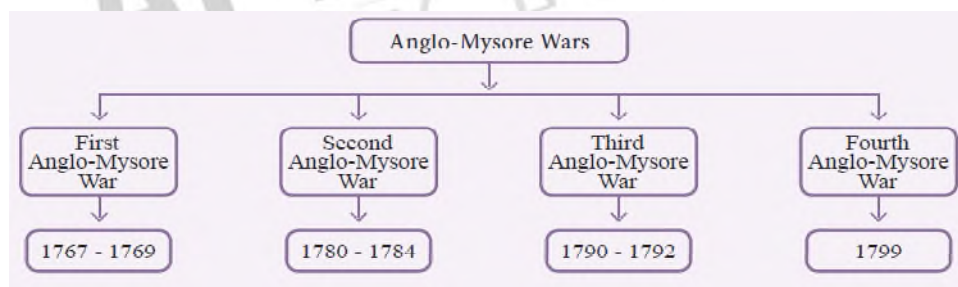 Anglo-Mysore Wars
First
Anglo-Mysore
War
Second
Anglo-Mysore
War
Third
Anglo-Mysore
War
Fourth
Anglo-Mysore
War
1767 - 1769
1780 - 1784
1790 - 1792
1799